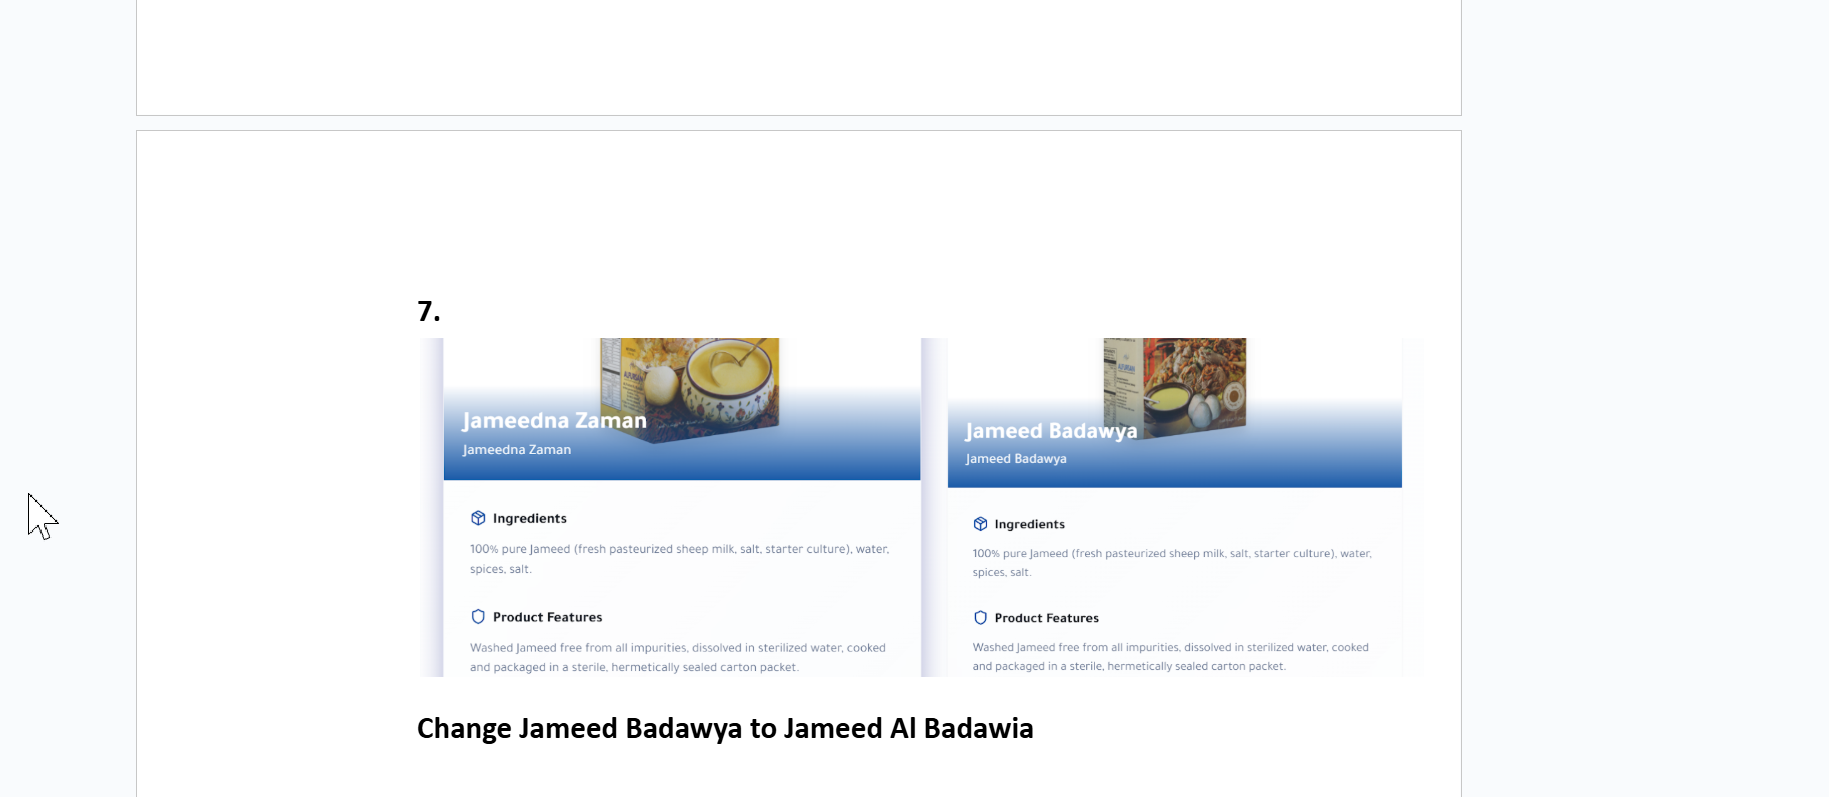 7.
Jameedna Zaman
Jameedna Zaman
Ingredients
100% pure Jameed (fresh pasteurized sheep milk, salt, starter culture), water,
spices, salt.
Product Features
Washed Jameed free from all impurities, dissolved in sterilized water, cooked
and packaged in a sterile, hermetically sealed carton packet.
Jameed Badawya
Jameed Badawya
Ingredients
100% pure Jameed (fresh pasteurized sheep milk, salt, starter culture), water,
spices, salt.
Product Features
Washed Jameed free from all impurities, dissolved in sterilized water, cooked
and packaged in a sterile, hermetically sealed carton packet.
Change Jameed Badawya to Jameed Al Badawia